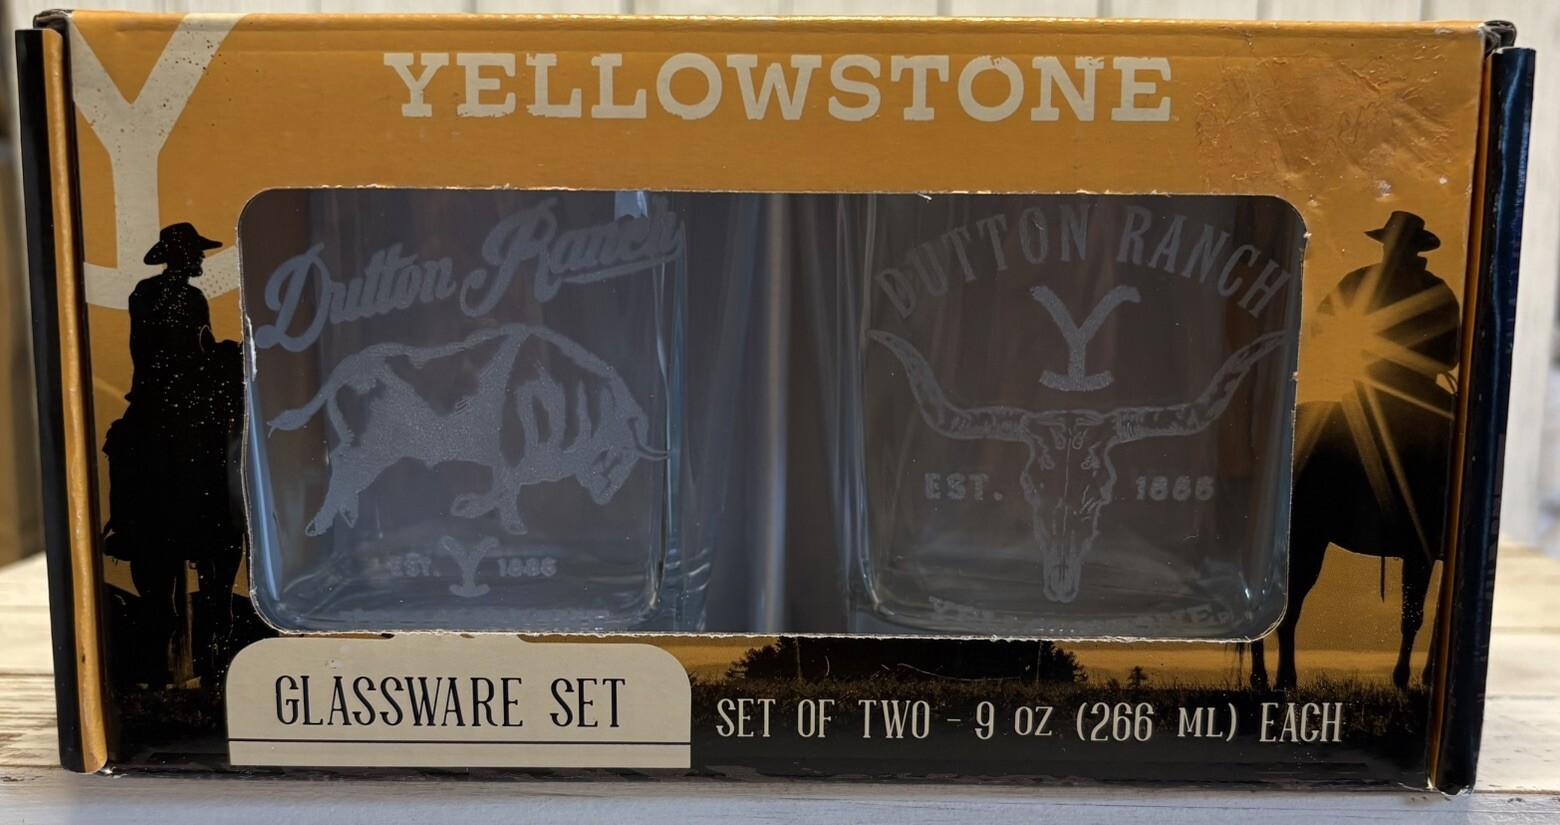 YELLOWSTONE
Dutton Ranch
EST. Y 1886
DUTTON RANCH
Y
EST. 1886
GLASSWARE SET
SET OF TWO - 9 OZ (266 ML) EACH